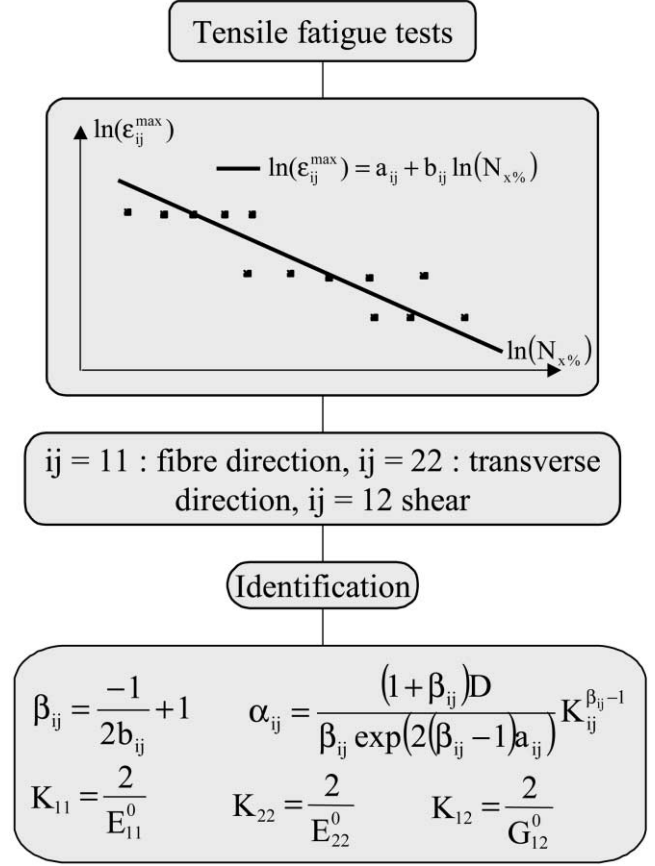 Tensile fatigue tests
ln(ε_ij^max)
ln(ε_ij^max) = a_ij + b_ij ln(N_x%)
ln(N_x%)
ij = 11 : fibre direction, ij = 22 : transverse
direction, ij = 12 shear
Identification
β_ij = -1 / 2b_ij + 1
α_ij = (1 + β_ij)D / β_ij exp(2(β_ij − 1)a_ij) K_ij^(β_ij−1)
K_11 = 2 / E_11^0
K_22 = 2 / E_22^0
K_12 = 2 / G_12^0